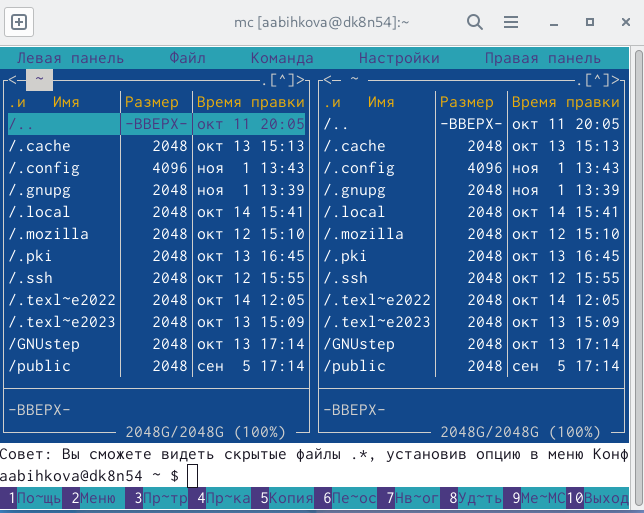 mc [aabihkova@dk8n54]:~
Левая панель Файл Команда Настройки Правая панель
<— ~ .[^]> <— ~ .[^]>
.и Имя Размер Время правки .и Имя Размер Время правки
/.. -ВВЕРХ- окт 11 20:05 /.. -ВВЕРХ- окт 11 20:05
/.cache 2048 окт 13 15:13 /.cache 2048 окт 13 15:13
/.config 4096 ноя 1 13:43 /.config 4096 ноя 1 13:43
/.gnupg 2048 ноя 1 13:39 /.gnupg 2048 ноя 1 13:39
/.local 2048 окт 14 15:41 /.local 2048 окт 14 15:41
/.mozilla 2048 окт 12 15:10 /.mozilla 2048 окт 12 15:10
/.pki 2048 окт 13 16:45 /.pki 2048 окт 13 16:45
/.ssh 2048 окт 12 15:55 /.ssh 2048 окт 12 15:55
/.texl~e2022 2048 окт 14 12:05 /.texl~e2022 2048 окт 14 12:05
/.texl~e2023 2048 окт 13 15:09 /.texl~e2023 2048 окт 13 15:09
/GNUstep 2048 окт 13 17:14 /GNUstep 2048 окт 13 17:14
/public 2048 сен 5 17:14 /public 2048 сен 5 17:14
-ВВЕРХ- -ВВЕРХ-
2048G/2048G (100%) 2048G/2048G (100%)
Совет: Вы сможете видеть скрытые файлы .*, установив опцию в меню Конф
aabihkova@dk8n54 ~ $
1По~щь 2Меню 3Пр~тр 4Пр~ка 5Копия 6Пе~ос 7Нв~ог 8Уд~ть 9Ме~MC 10Выход